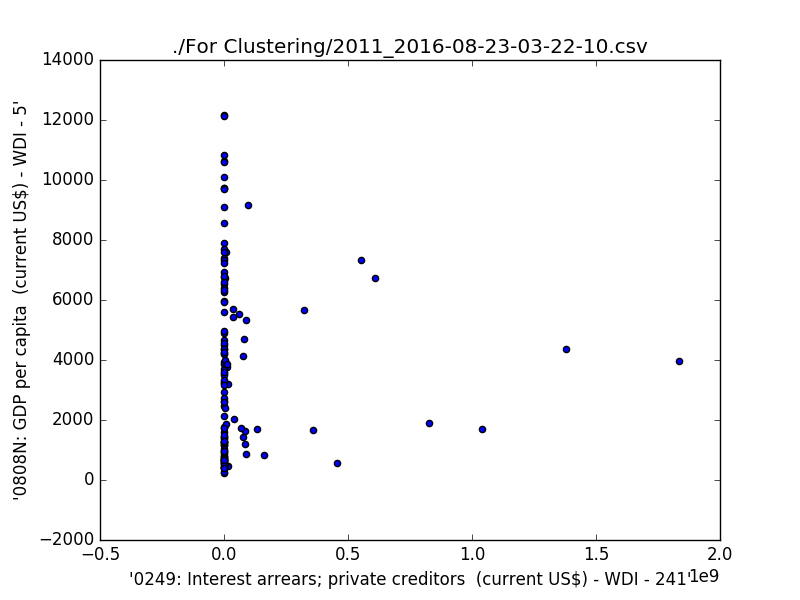 ./For Clustering/2011_2016-08-23-03-22-10.csv
14000
12000
10000
8000
6000
4000
2000
0
−2000
'0808N: GDP per capita  (current US$) - WDI - 5'
−0.5 0.0 0.5 1.0 1.5 2.0
1e9
'0249: Interest arrears; private creditors  (current US$) - WDI - 241'